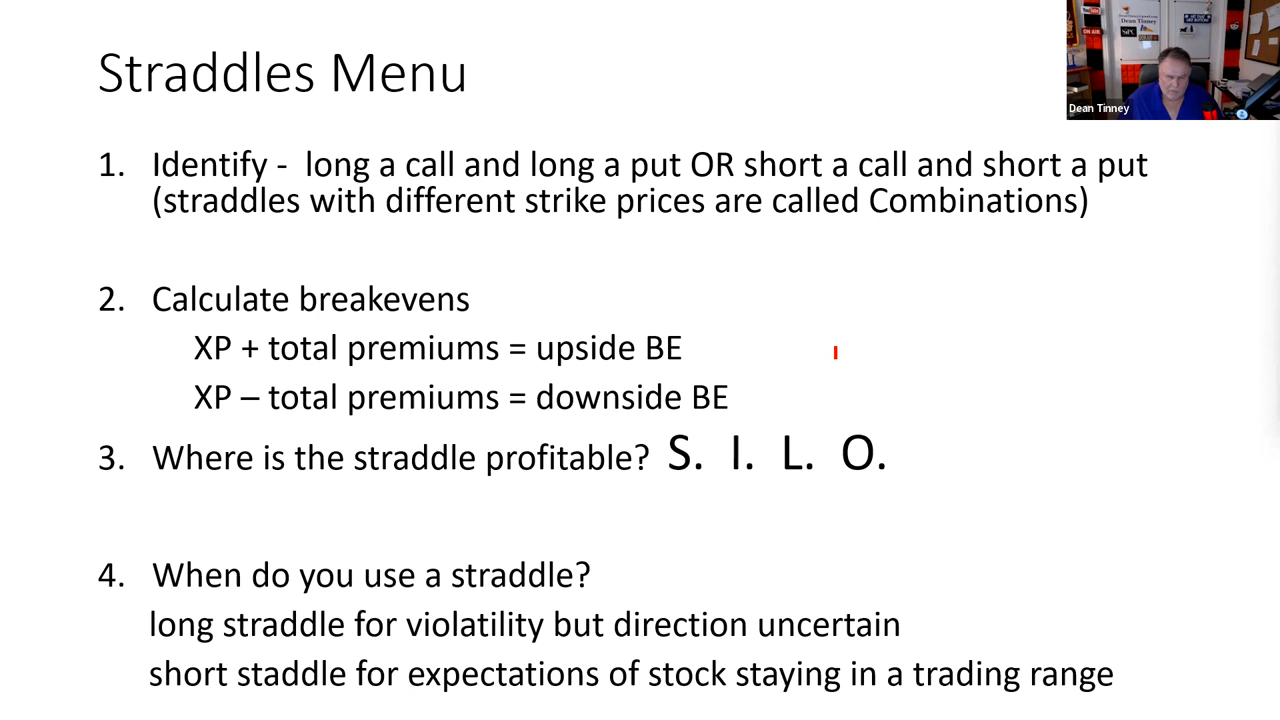 Straddles Menu
Dean Tinney
ON AIR
1. Identify - long a call and long a put OR short a call and short a put
(straddles with different strike prices are called Combinations)
2. Calculate breakevens
XP + total premiums = upside BE
XP – total premiums = downside BE
3. Where is the straddle profitable? S. I. L. O.
4. When do you use a straddle?
long straddle for violatility but direction uncertain
short staddle for expectations of stock staying in a trading range